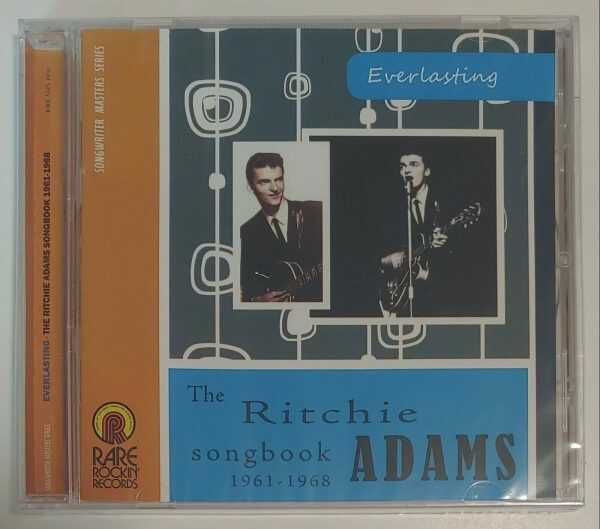 EVERLASTING THE RITCHIE ADAMS SONGBOOK 1961-1968
SONGWRITER MASTERS SERIES
Everlasting
The
Ritchie
songbook ADAMS
1961-1968
R
RARE
ROCKIN'
RECORDS